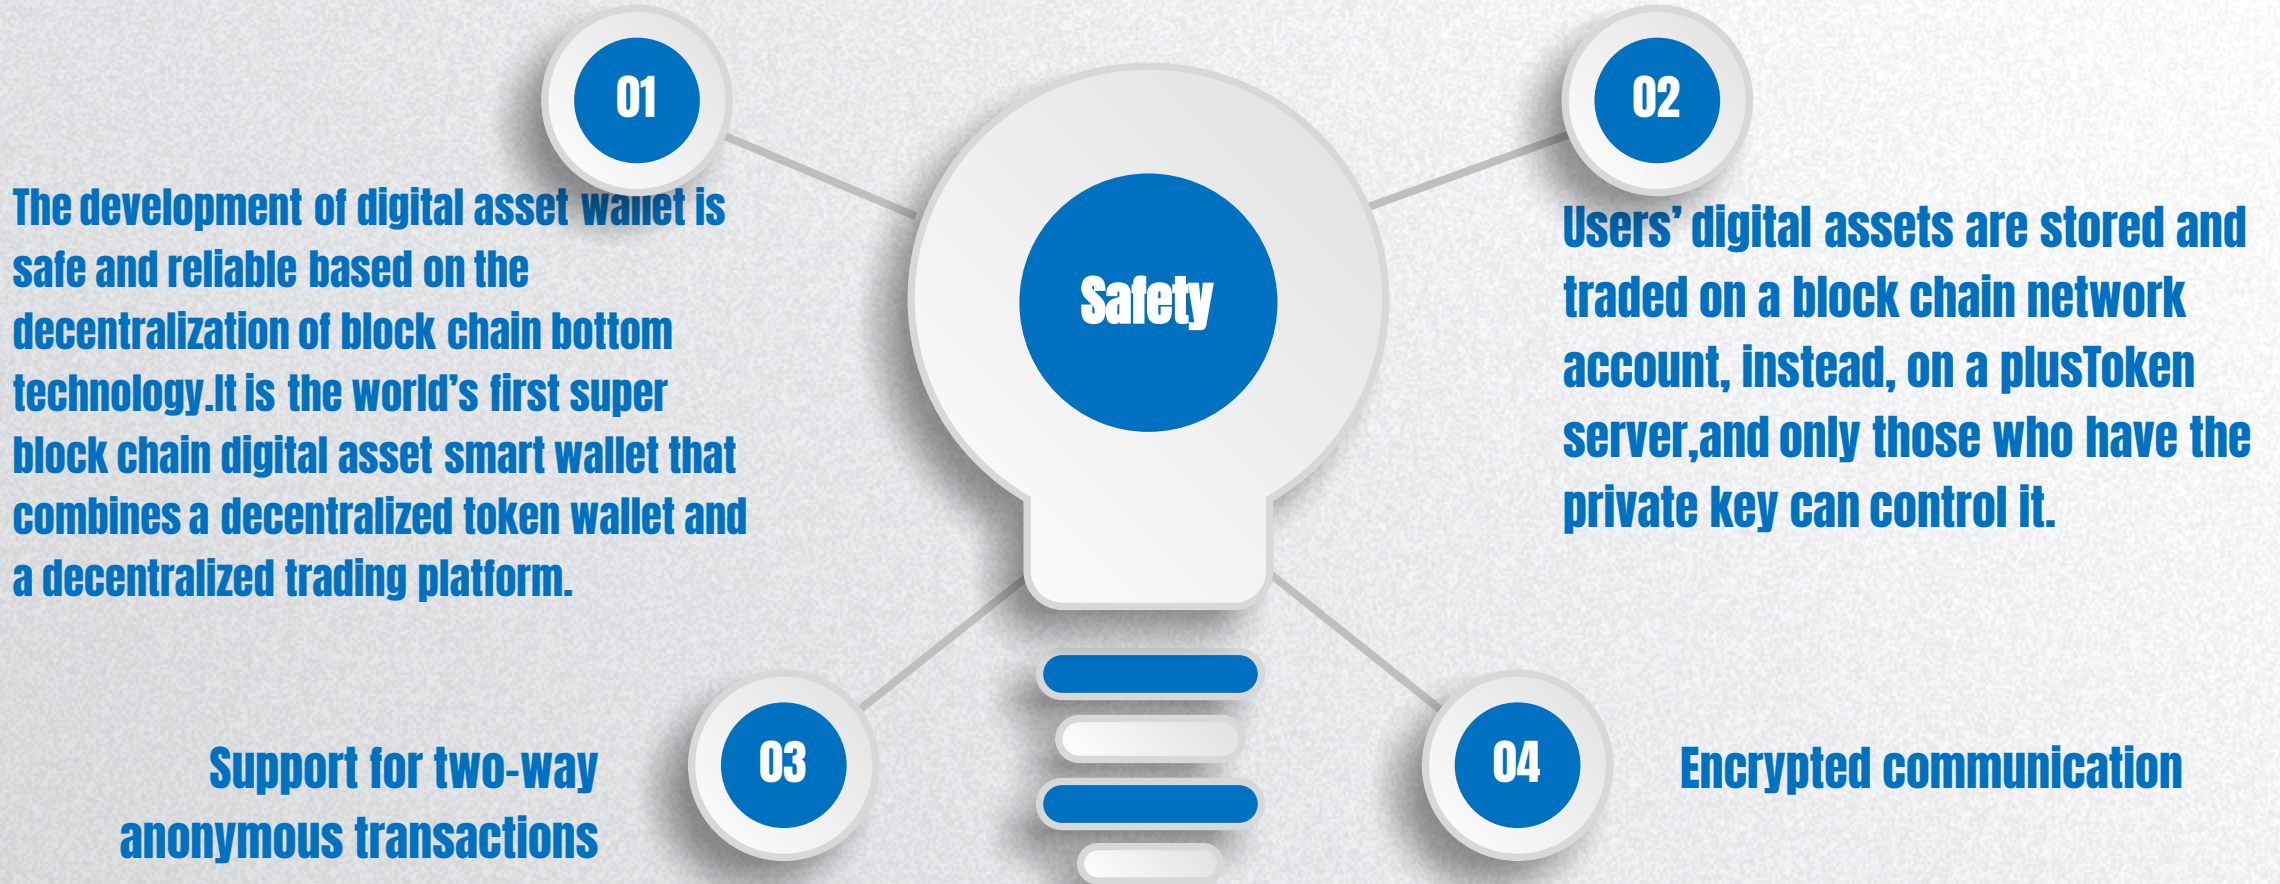 01
The development of digital asset wallet is
safe and reliable based on the
decentralization of block chain bottom
technology.It is the world’s first super
block chain digital asset smart wallet that
combines a decentralized token wallet and
a decentralized trading platform.
Safety
02
Users’ digital assets are stored and
traded on a block chain network
account, instead, on a plusToken
server,and only those who have the
private key can control it.
03
Support for two-way
anonymous transactions
04
Encrypted communication